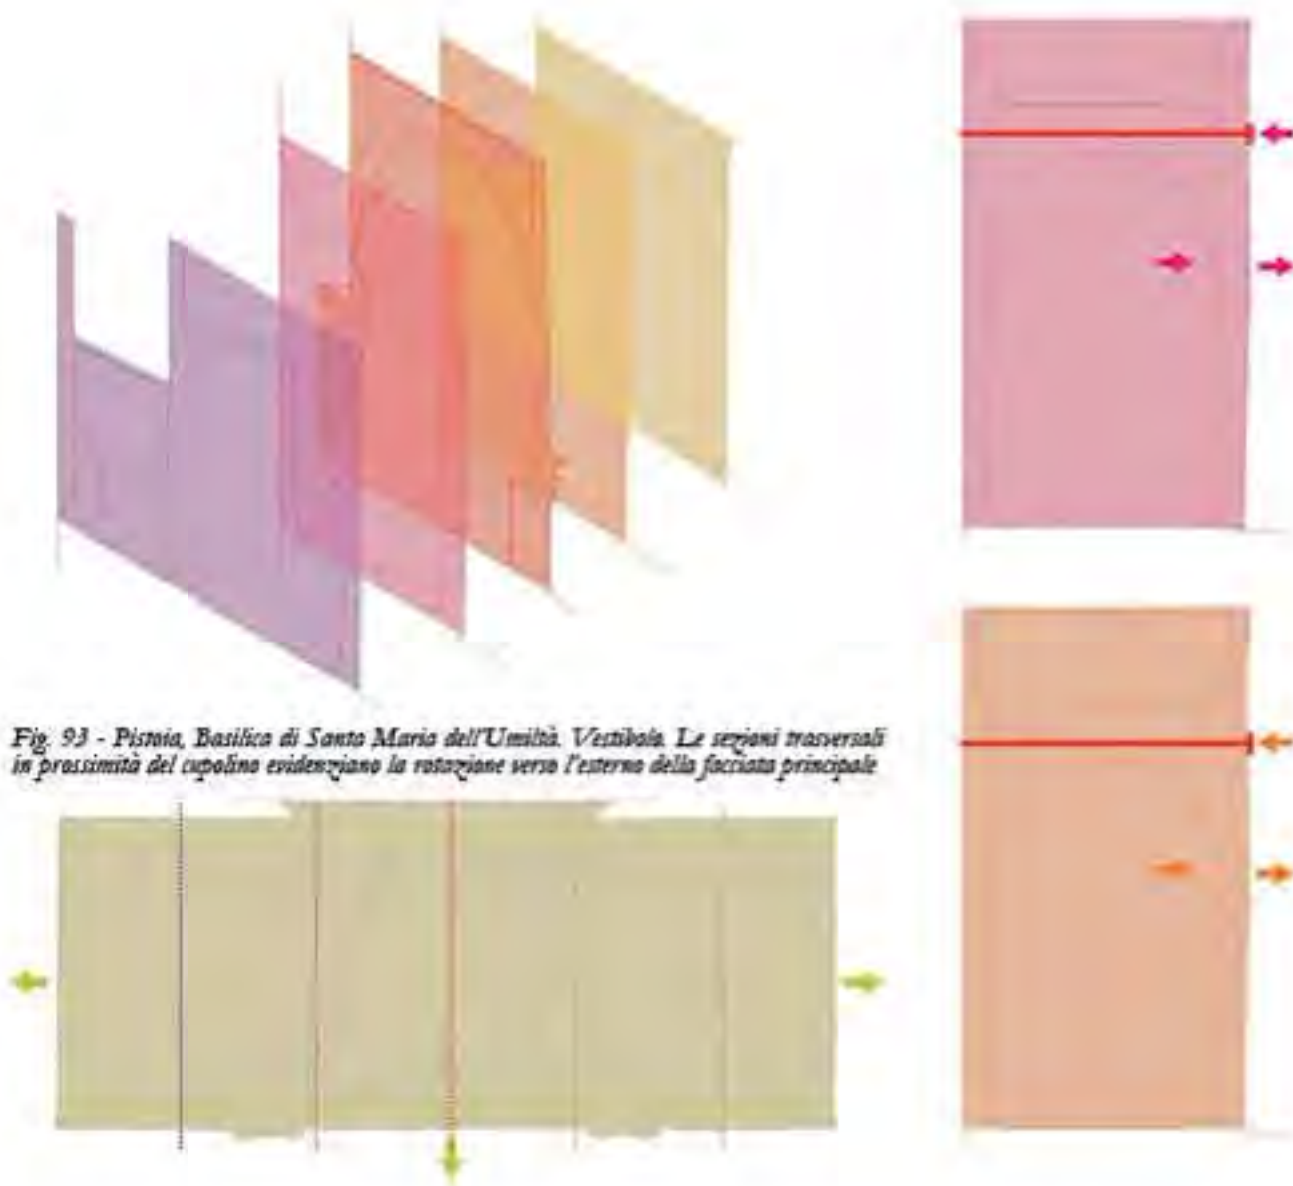 Fig. 93 - Pistoia, Basilica di Santa Maria dell'Umiltà. Vestibolo. Le sezioni trasversali
in prossimità del cupolino evidenziano la rotazione verso l'esterno della facciata principale